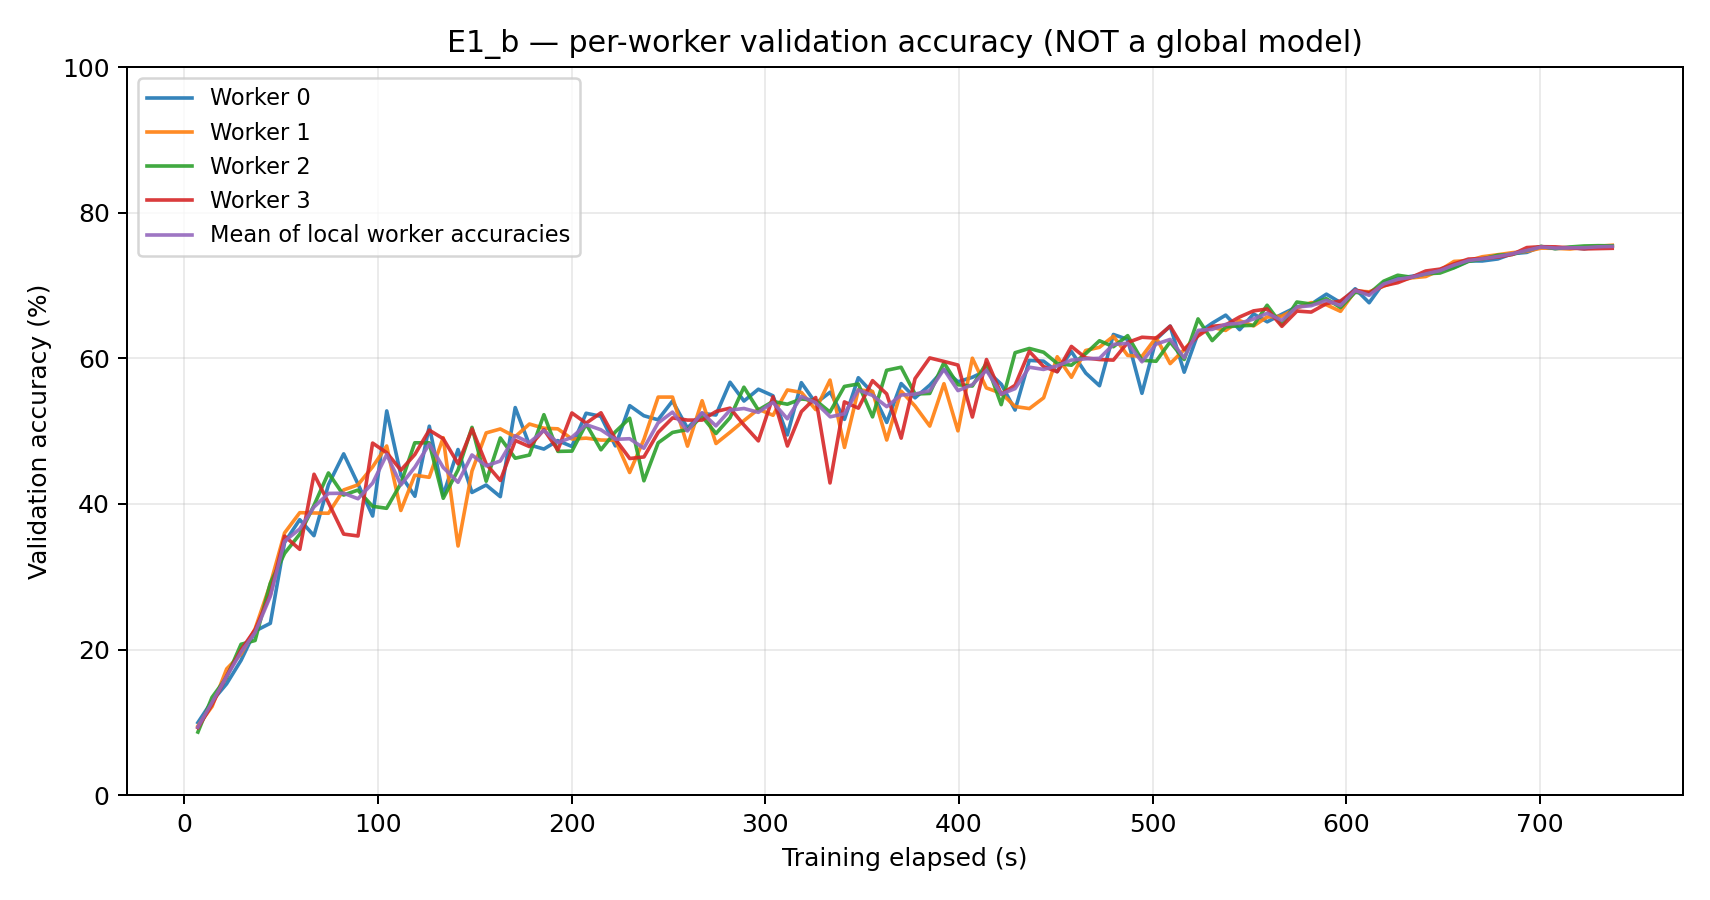 E1_b — per-worker validation accuracy (NOT a global model)
100
80
60
40
20
0
Validation accuracy (%)
Worker 0
Worker 1
Worker 2
Worker 3
Mean of local worker accuracies
0 100 200 300 400 500 600 700
Training elapsed (s)